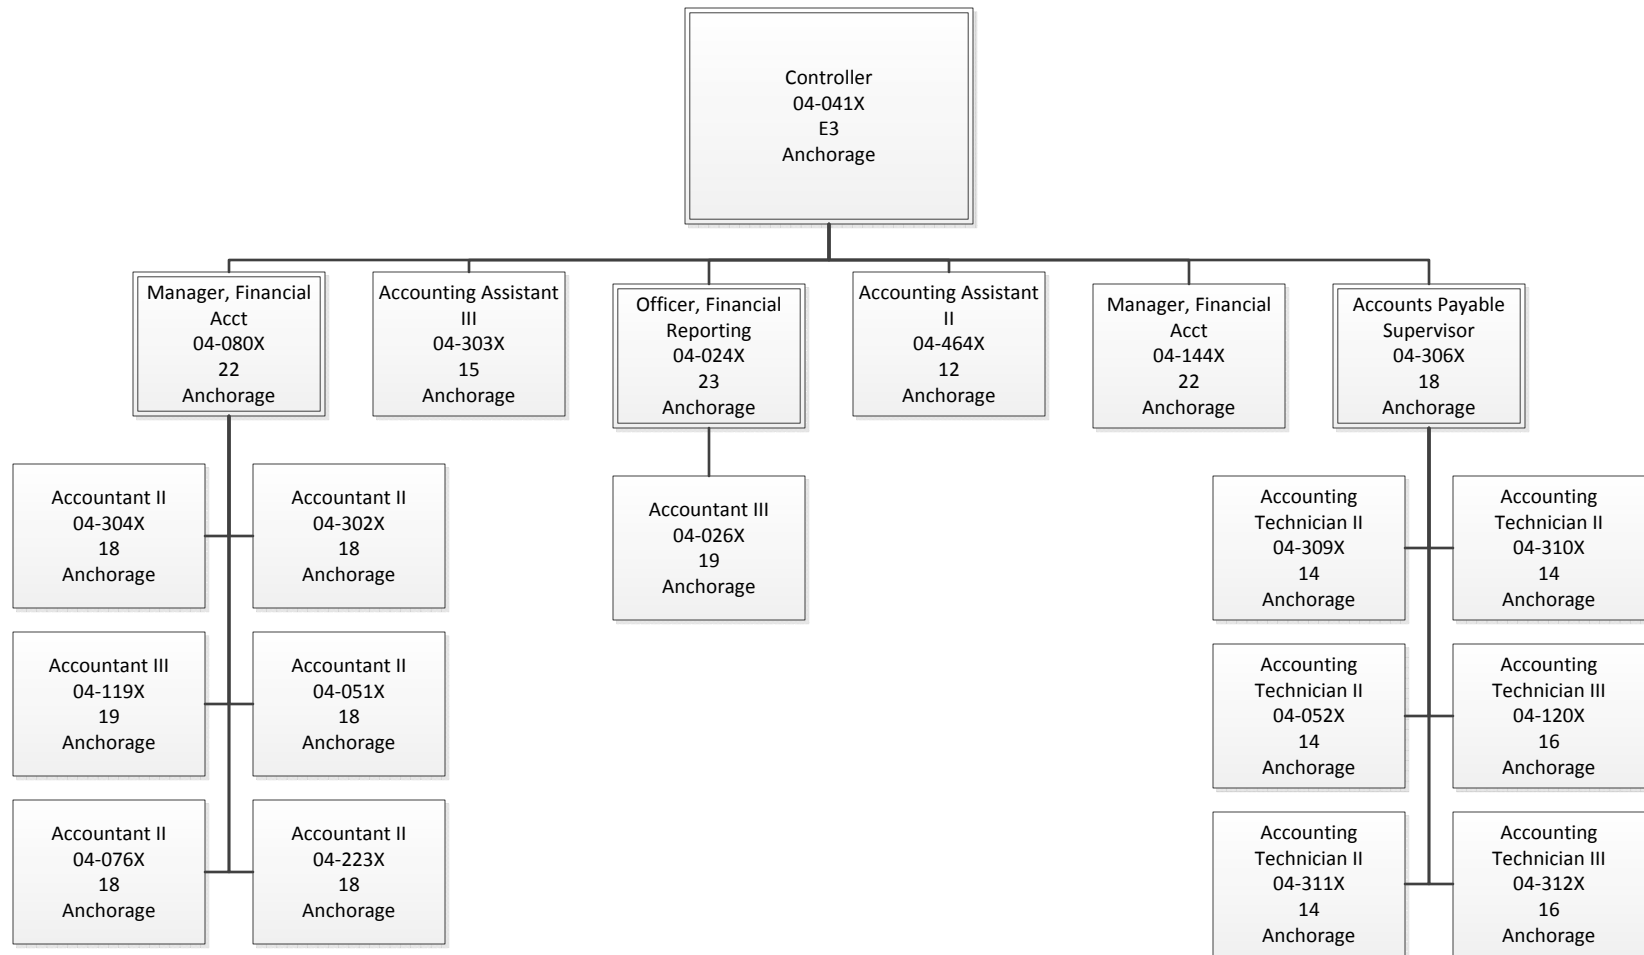 Controller
04-041X
E3
Anchorage
Manager, Financial
Acct
04-080X
22
Anchorage
Accounting Assistant
III
04-303X
15
Anchorage
Officer, Financial
Reporting
04-024X
23
Anchorage
Accounting Assistant
II
04-464X
12
Anchorage
Manager, Financial
Acct
04-144X
22
Anchorage
Accounts Payable
Supervisor
04-306X
18
Anchorage
Accountant II
04-304X
18
Anchorage
Accountant II
04-302X
18
Anchorage
Accountant III
04-026X
19
Anchorage
Accounting
Technician II
04-309X
14
Anchorage
Accounting
Technician II
04-310X
14
Anchorage
Accountant III
04-119X
19
Anchorage
Accountant II
04-051X
18
Anchorage
Accounting
Technician II
04-052X
14
Anchorage
Accounting
Technician III
04-120X
16
Anchorage
Accountant II
04-076X
18
Anchorage
Accountant II
04-223X
18
Anchorage
Accounting
Technician II
04-311X
14
Anchorage
Accounting
Technician III
04-312X
16
Anchorage